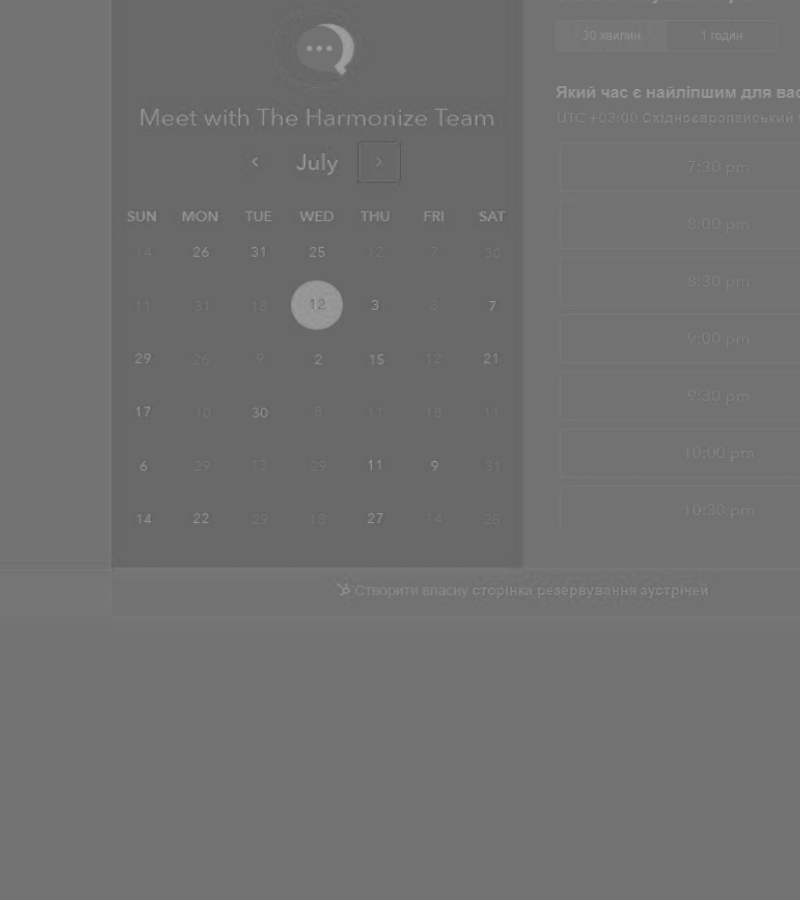 30 хвилин 1 годин
Який час є найліпшим для вас
UTC +03:00 Східноєвропейський
Meet with The Harmonize Team
July
SUN MON TUE WED THU FRI SAT
14 26 31 25 12 7 30
11 31 18 12 3 8 7
29 26 9 2 15 12 21
17 10 30 8 11 18 11
6 29 13 29 11 9 31
14 22 29 18 27 14 28
7:30 pm
8:00 pm
8:30 pm
9:00 pm
9:30 pm
10:00 pm
10:30 pm
Створити власну сторінка резервування зустрічей